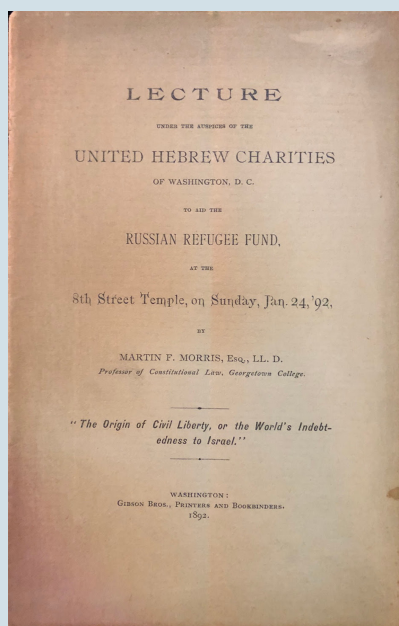 LECTURE
UNDER THE AUSPICES OF THE
UNITED HEBREW CHARITIES
OF WASHINGTON, D. C.
TO AID THE
RUSSIAN REFUGEE FUND,
AT THE
8th Street Temple, on Sunday, Jan. 24, '92,
BY
MARTIN F. MORRIS, ESQ., LL. D.
Professor of Constitutional Law, Georgetown College.
"The Origin of Civil Liberty, or the World's Indebt-
edness to Israel."
WASHINGTON:
GIBSON BROS., PRINTERS AND BOOKBINDERS.
1892.